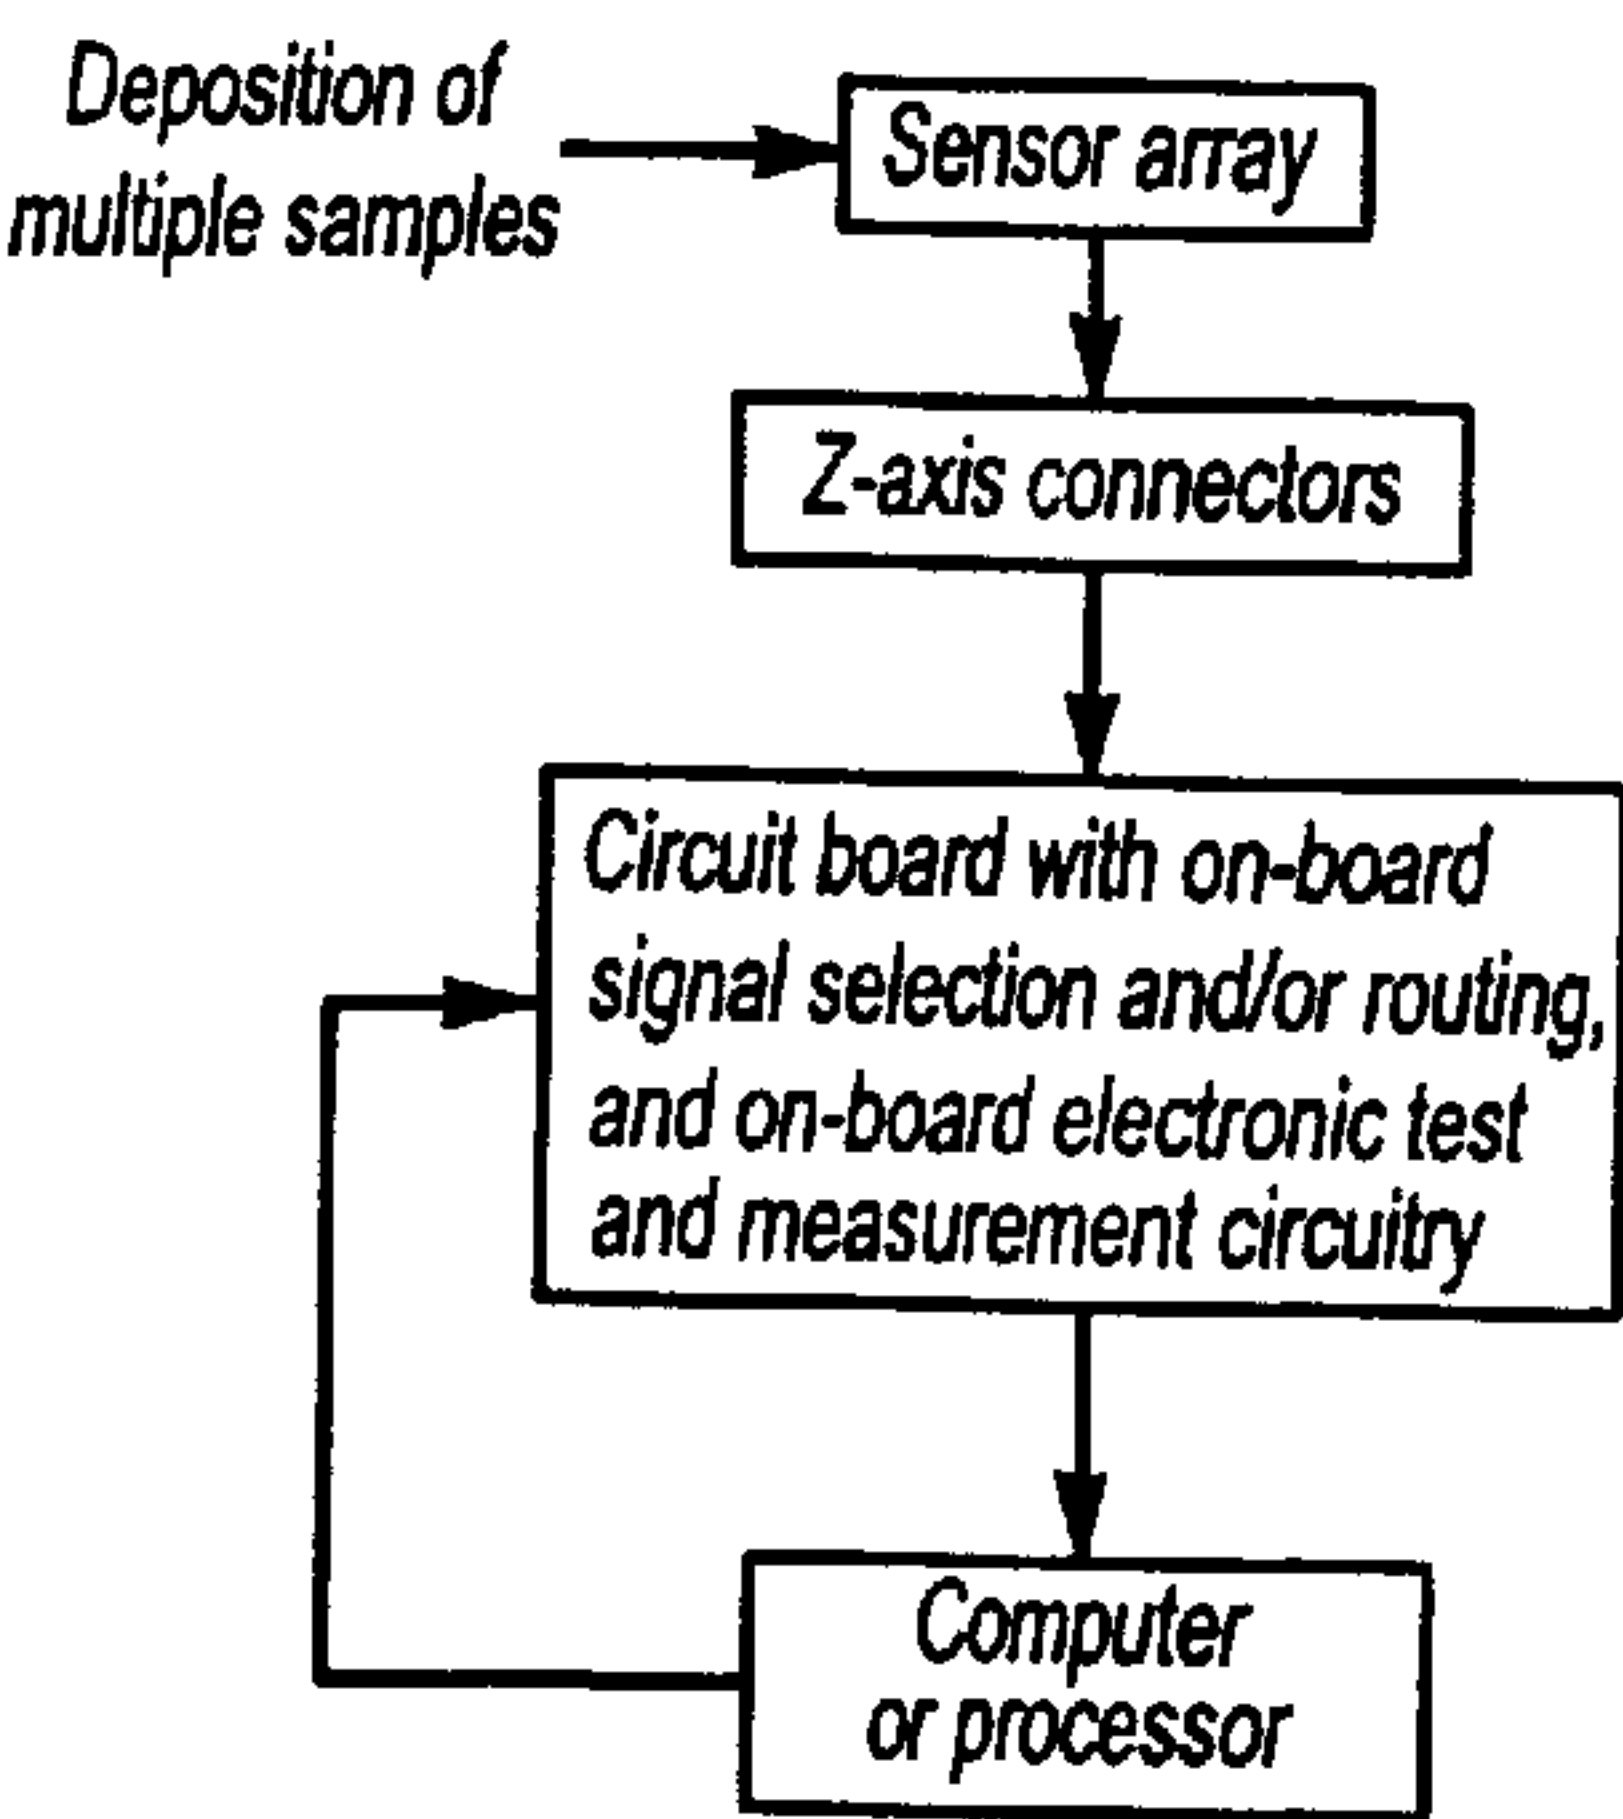 Deposition of
multiple samples
Sensor array
Z-axis connectors
Circuit board with on-board
signal selection and/or routing,
and on-board electronic test
and measurement circuitry
Computer
or processor